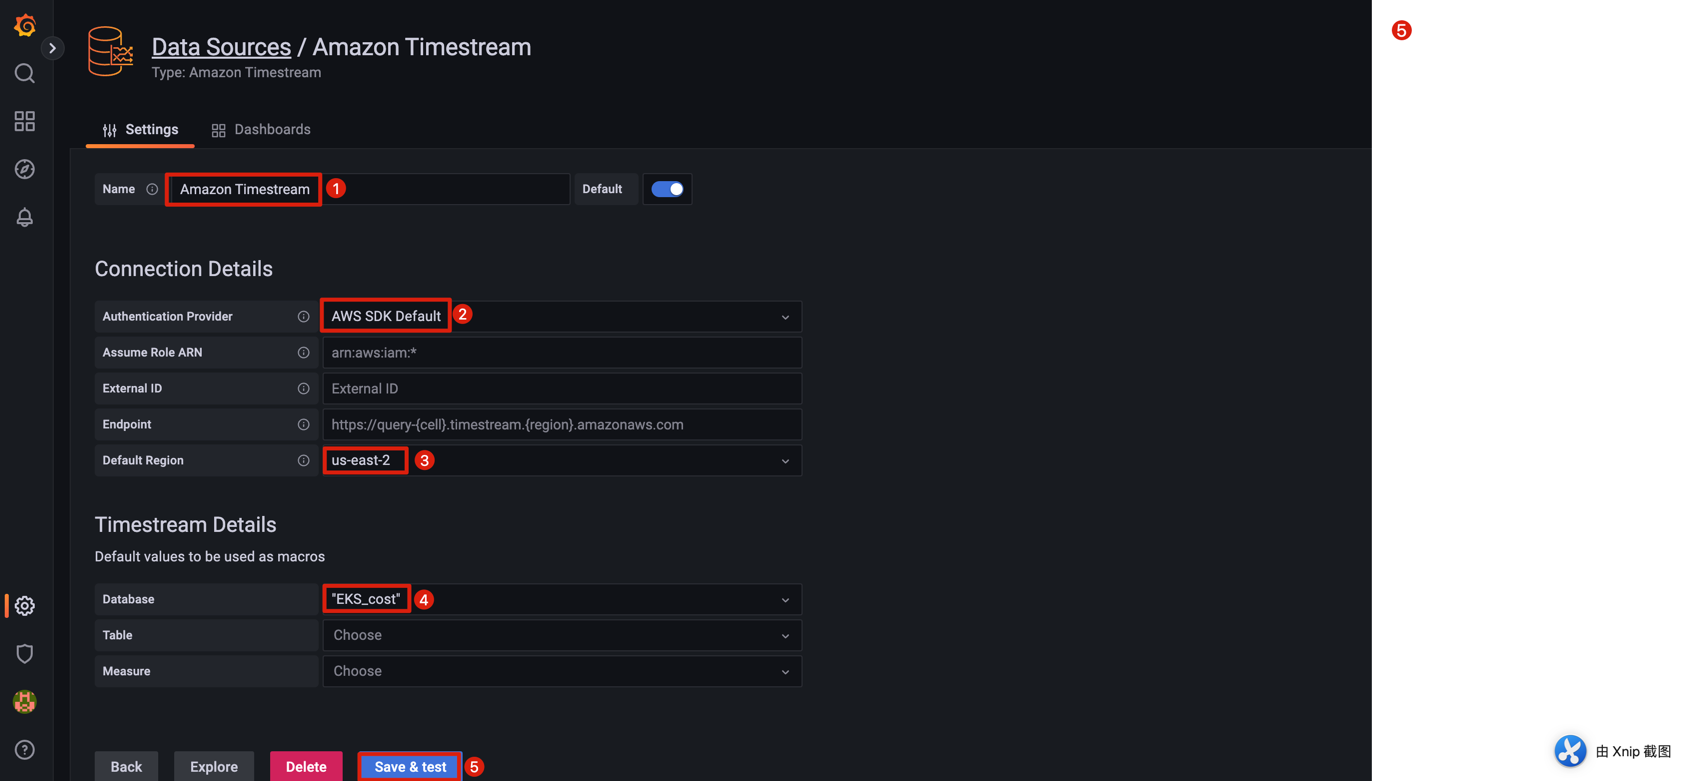 Data Sources / Amazon Timestream
Type: Amazon Timestream
Settings
Dashboards
Name
Amazon Timestream
1
Default
Connection Details
Authentication Provider
AWS SDK Default
2
Assume Role ARN
arn:aws:iam:*
External ID
External ID
Endpoint
https://query-{cell}.timestream.{region}.amazonaws.com
Default Region
us-east-2
3
Timestream Details
Default values to be used as macros
Database
"EKS_cost"
4
Table
Choose
Measure
Choose
Back
Explore
Delete
Save & test
5
5
由 Xnip 截图